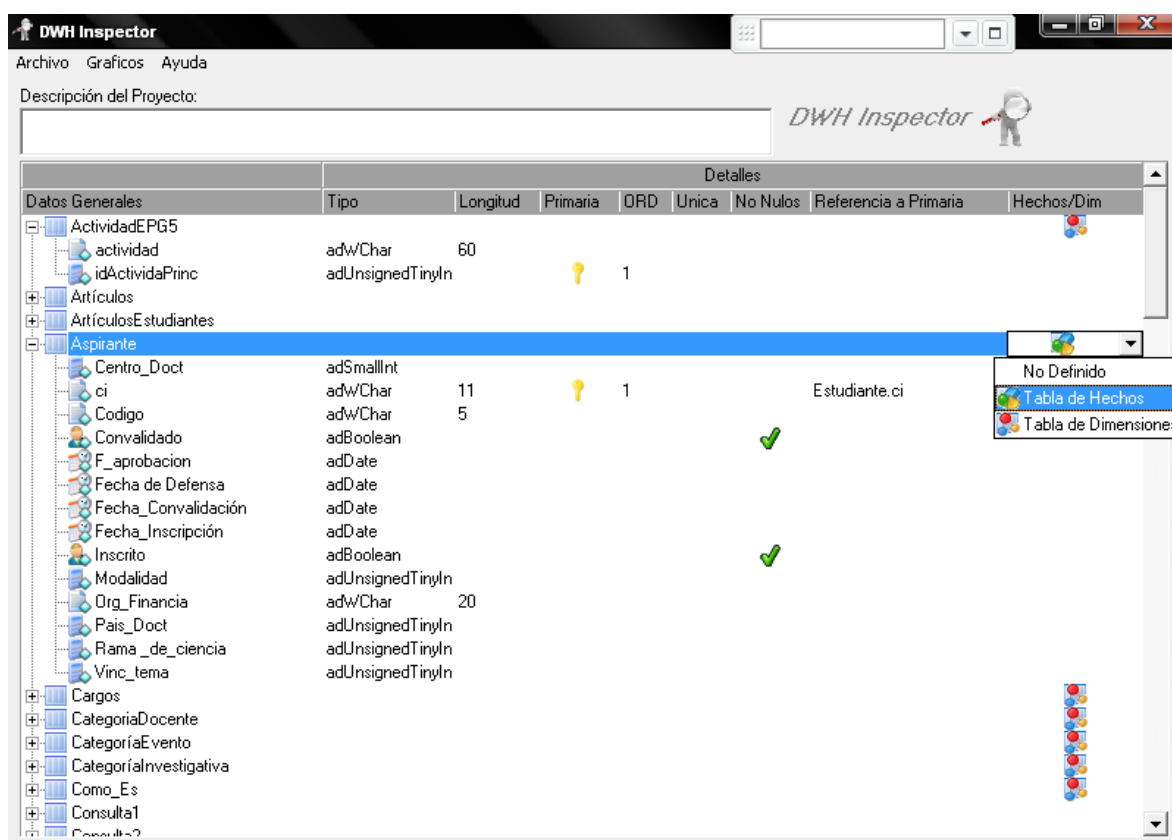 DWH Inspector
Archivo Graficos Ayuda
Descripción del Proyecto:
DWH Inspector
Detalles
Datos Generales Tipo Longitud Primaria ORD Unica No Nulos Referencia a Primaria Hechos/Dim
ActividadEPG5
actividad adWChar 60
idActividaPrinc adUnsignedTinyIn 1
Artículos
ArtículosEstudiantes
Aspirante
Centro_Doct adSmallInt
No Definido
ci adWChar 11 1 Estudiante.ci
Tabla de Hechos
Codigo adWChar 5
Tabla de Dimensione
Convalidado adBoolean
F_aprobacion adDate
Fecha de Defensa adDate
Fecha_Convalidación adDate
Fecha_Inscripción adDate
Inscrito adBoolean
Modalidad adUnsignedTinyIn
Org_Financia adWChar 20
Pais_Doct adUnsignedTinyIn
Rama _de_ciencia adUnsignedTinyIn
Vinc_tema adUnsignedTinyIn
Cargos
CategoriaDocente
CategoríaEvento
CategoríaInvestigativa
Como_Es
Consulta1
Consulta2